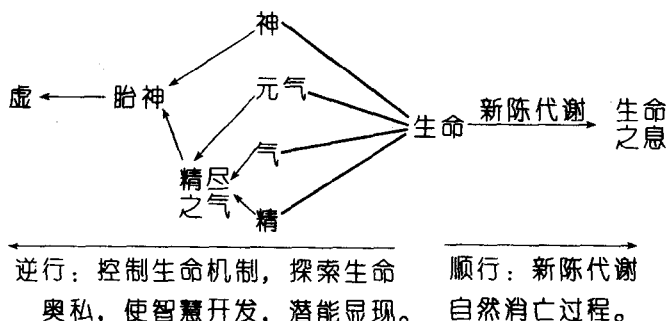 神
元气
虚 胎神
新陈代谢 生命
生命 之息
气
精尽
之气
精
逆行：控制生命机制，探索生命 顺行：新陈代谢
奥私，使智慧开发，潜能显现。 自然消亡过程。